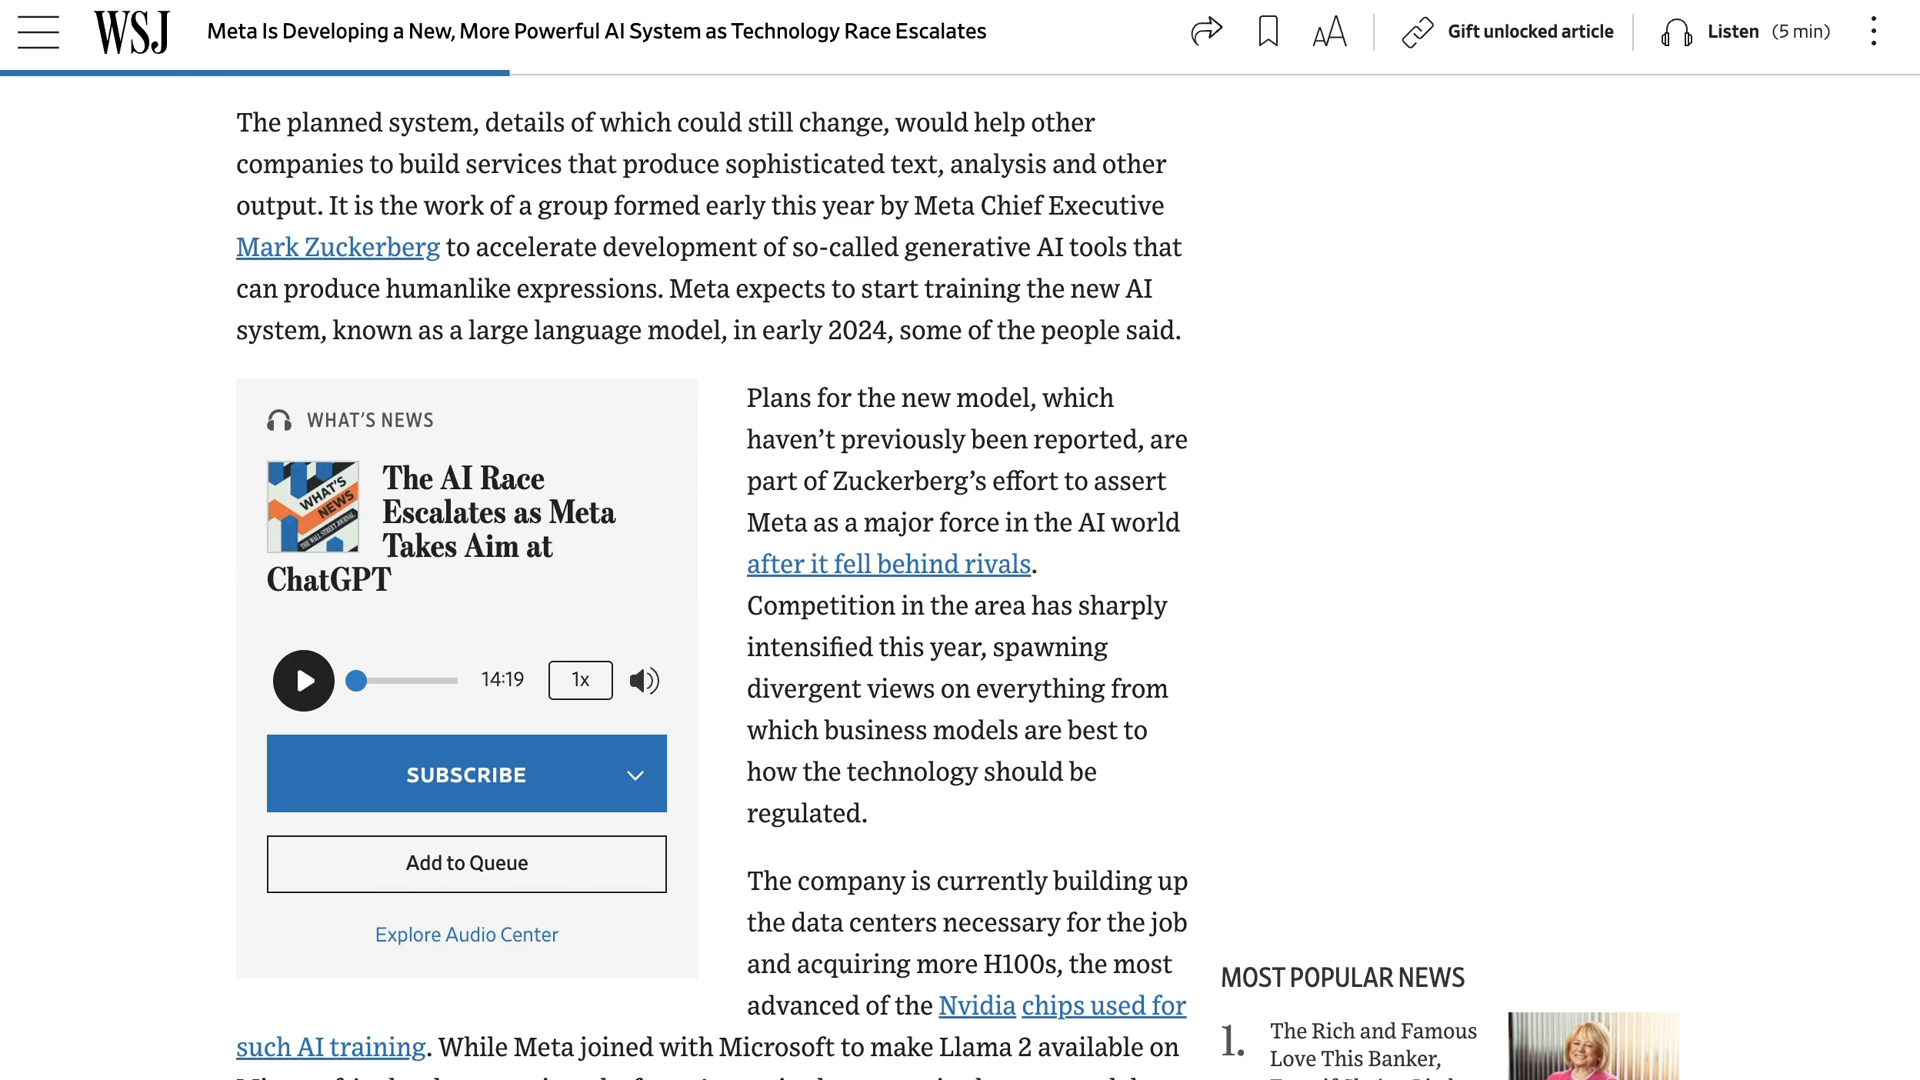 WSJ
Meta Is Developing a New, More Powerful AI System as Technology Race Escalates
AA
Gift unlocked article
Listen (5 min)
The planned system, details of which could still change, would help other
companies to build services that produce sophisticated text, analysis and other
output. It is the work of a group formed early this year by Meta Chief Executive
Mark Zuckerberg to accelerate development of so-called generative AI tools that
can produce humanlike expressions. Meta expects to start training the new AI
system, known as a large language model, in early 2024, some of the people said.
WHAT'S NEWS
WHAT'S
NEWS
THE WALL STREET JOURNAL
The AI Race
Escalates as Meta
Takes Aim at
ChatGPT
14:19
1x
SUBSCRIBE
Add to Queue
Explore Audio Center
Plans for the new model, which
haven’t previously been reported, are
part of Zuckerberg’s effort to assert
Meta as a major force in the AI world
after it fell behind rivals.
Competition in the area has sharply
intensified this year, spawning
divergent views on everything from
which business models are best to
how the technology should be
regulated.
The company is currently building up
the data centers necessary for the job
and acquiring more H100s, the most
advanced of the Nvidia chips used for
such AI training. While Meta joined with Microsoft to make Llama 2 available on
MOST POPULAR NEWS
1.
The Rich and Famous
Love This Banker,